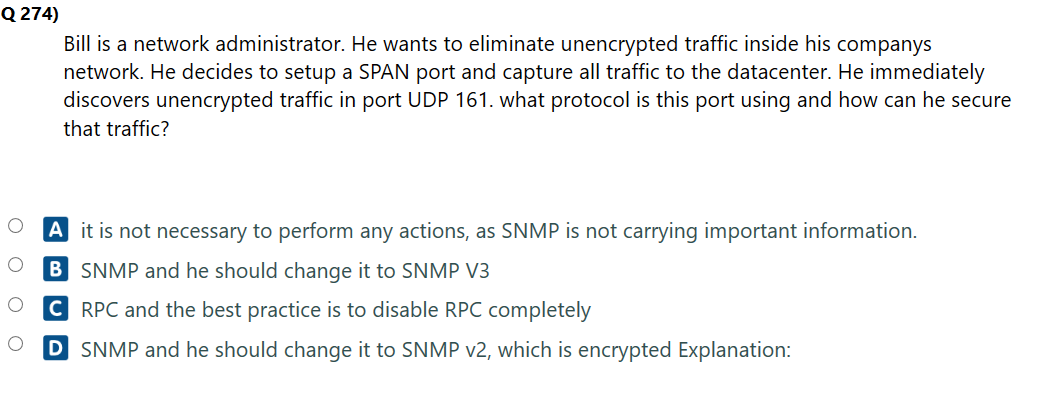 Q 274)
Bill is a network administrator. He wants to eliminate unencrypted traffic inside his companys
network. He decides to setup a SPAN port and capture all traffic to the datacenter. He immediately
discovers unencrypted traffic in port UDP 161. what protocol is this port using and how can he secure
that traffic?
A it is not necessary to perform any actions, as SNMP is not carrying important information.
B SNMP and he should change it to SNMP V3
C RPC and the best practice is to disable RPC completely
D SNMP and he should change it to SNMP v2, which is encrypted Explanation: